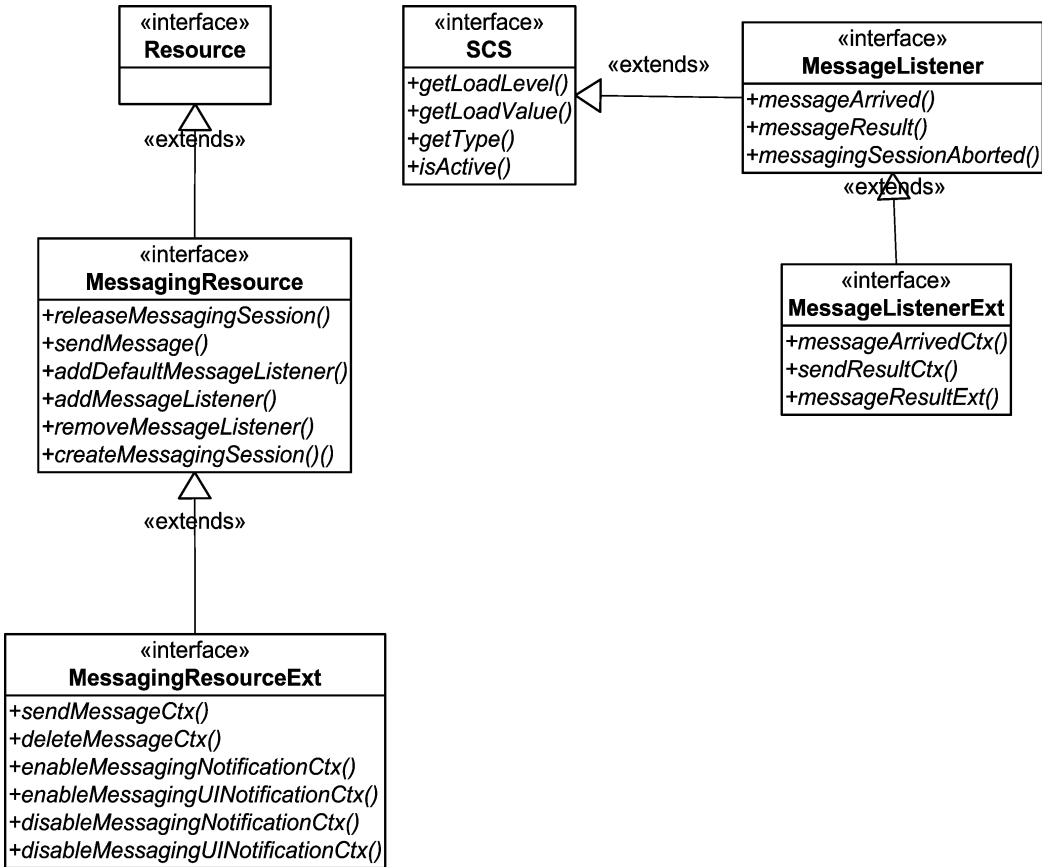 «interface»
Resource
«extends»
«interface»
MessagingResource
+releaseMessagingSession()
+sendMessage()
+addDefaultMessageListener()
+addMessageListener()
+removeMessageListener()
+createMessagingSession()()
«extends»
«interface»
MessagingResourceExt
+sendMessageCtx()
+deleteMessageCtx()
+enableMessagingNotificationCtx()
+enableMessagingUINotificationCtx()
+disableMessagingNotificationCtx()
+disableMessagingUINotificationCtx()
«interface»
SCS
+getLoadLevel()
+getLoadValue()
+getType()
+isActive()
«extends»
«interface»
MessageListener
+messageArrived()
+messageResult()
+messagingSessionAborted()
«extends»
«interface»
MessageListenerExt
+messageArrivedCtx()
+sendResultCtx()
+messageResultExt()